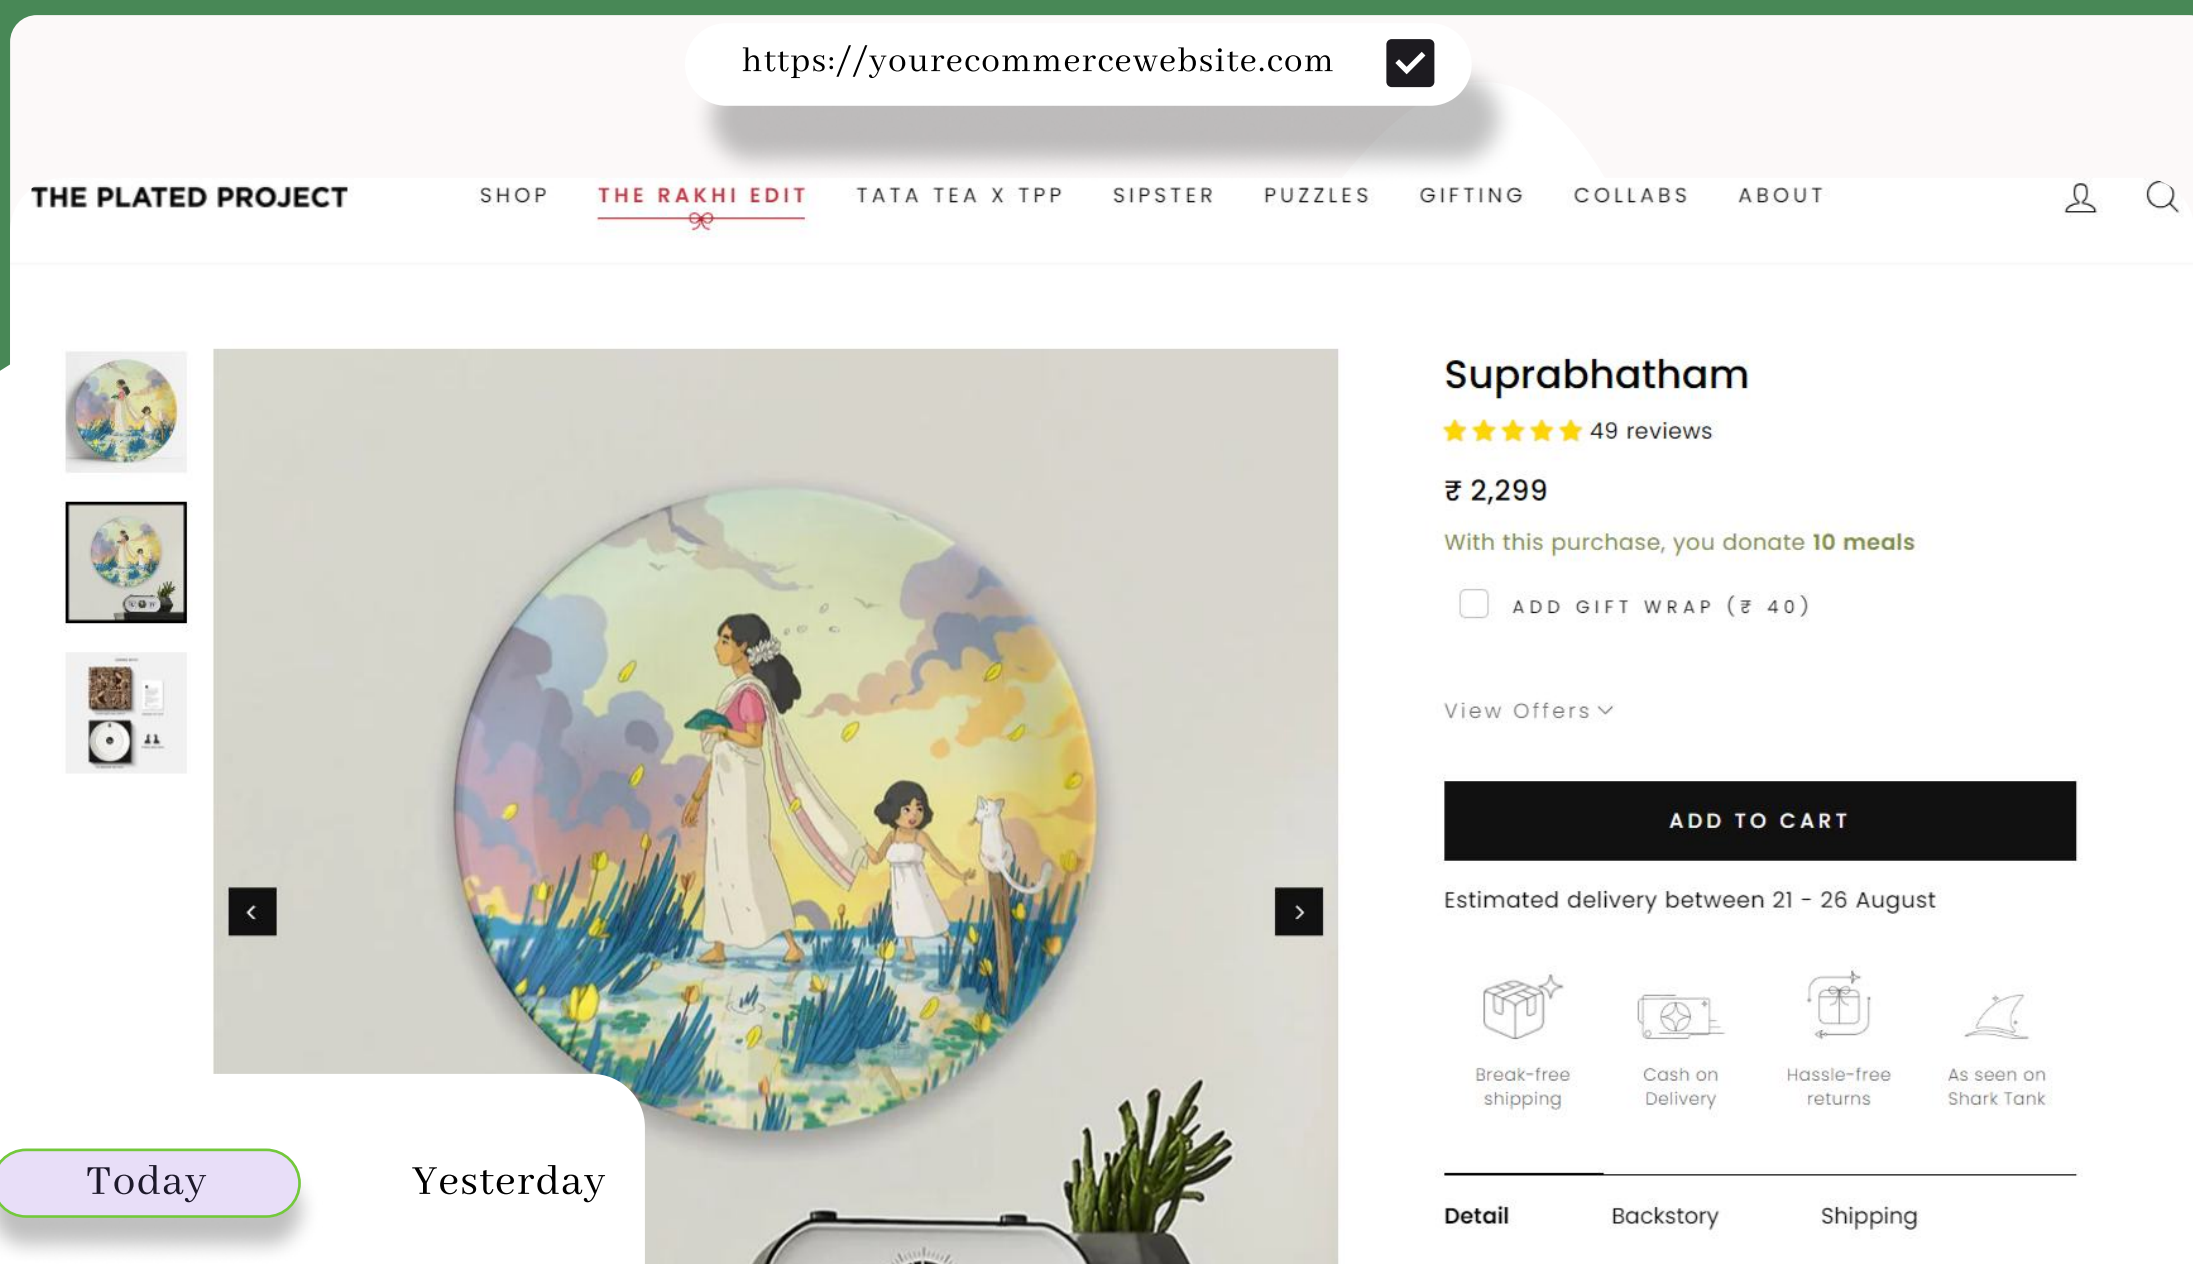 https://yourecommercewebsite.com
THE PLATED PROJECT
SHOP
THE RAKHI EDIT
TATA TEA X TPP
SIPSTER
PUZZLES
GIFTING
COLLABS
ABOUT
Suprabhatham
49 reviews
₹ 2,299
With this purchase, you donate 10 meals
ADD GIFT WRAP (₹ 40)
View Offers
ADD TO CART
Estimated delivery between 21 - 26 August
Break-free
shipping
Cash on
Delivery
Hassle-free
returns
As seen on
Shark Tank
Detail
Backstory
Shipping
Today
Yesterday